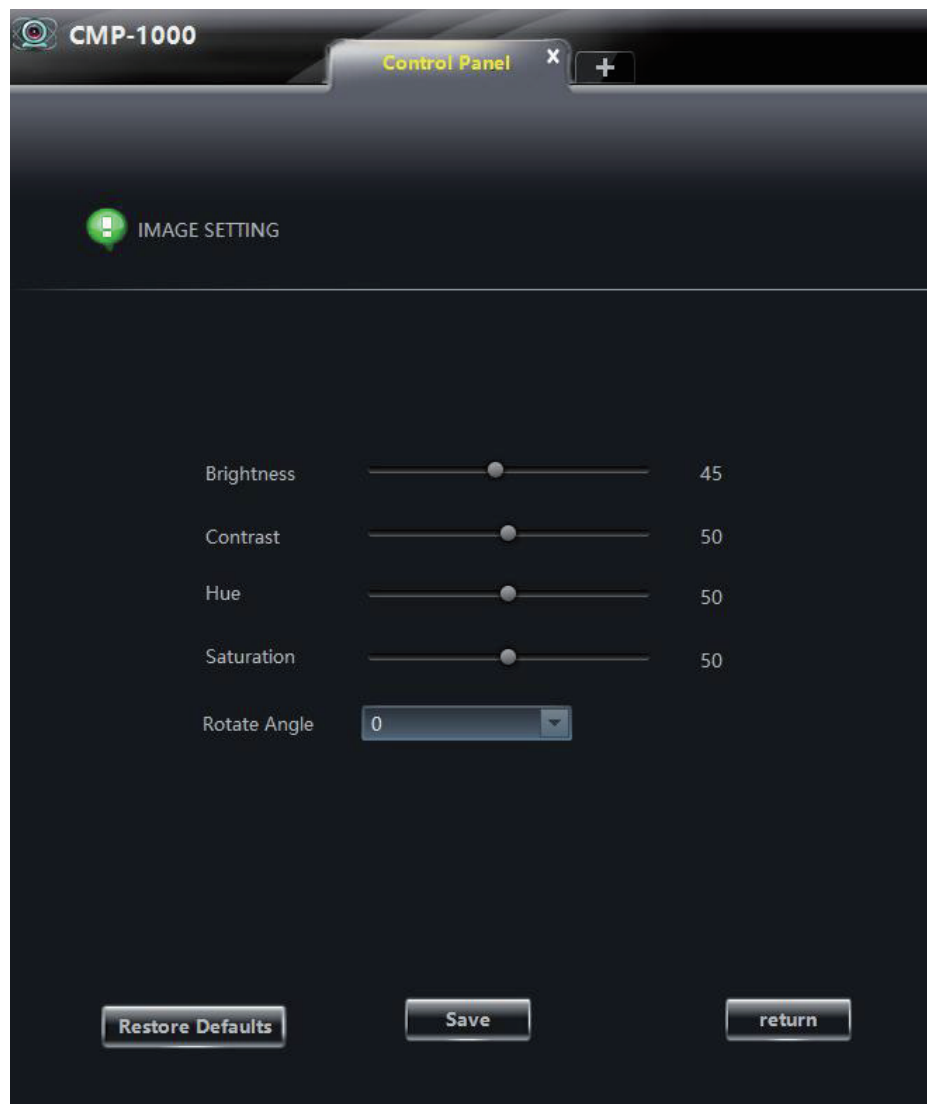 CMP-1000
Control Panel X
IMAGE SETTING
Brightness 45
Contrast 50
Hue 50
Saturation 50
Rotate Angle 0
Restore Defaults Save return